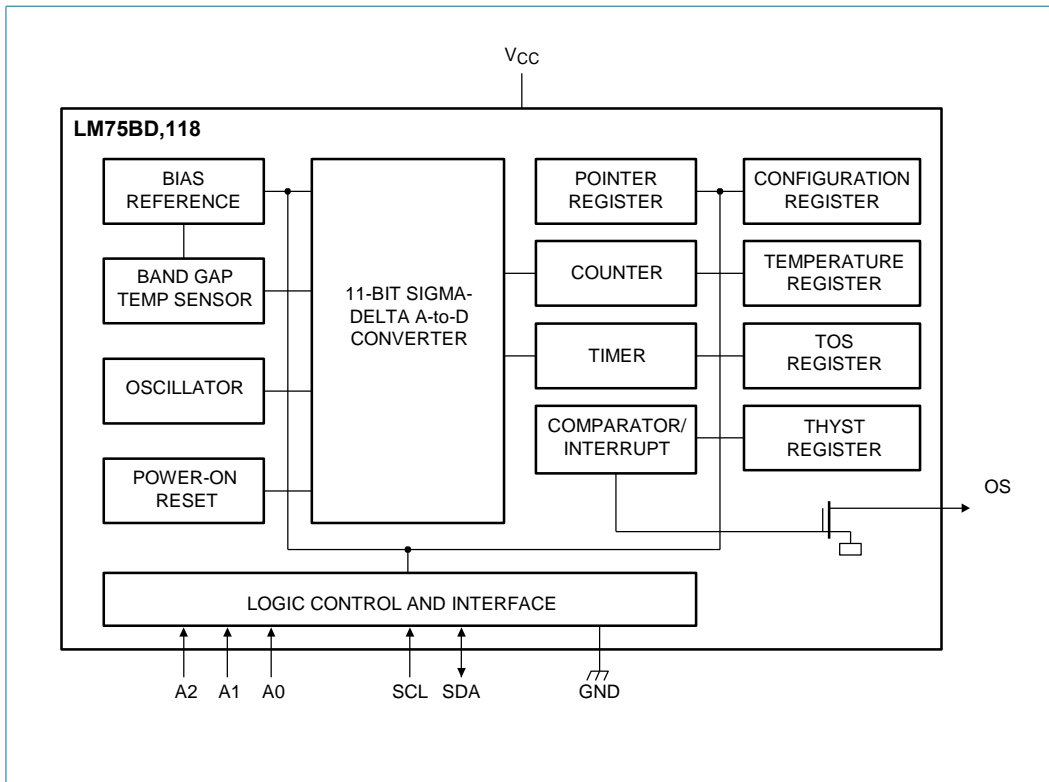 VCC
LM75BD,118
BIAS
REFERENCE
BAND GAP
TEMP SENSOR
OSCILLATOR
POWER-ON
RESET
11-BIT SIGMA-
DELTA A-to-D
CONVERTER
POINTER
REGISTER
CONFIGURATION
REGISTER
COUNTER
TEMPERATURE
REGISTER
TIMER
TOS
REGISTER
COMPARATOR/
INTERRUPT
THYST
REGISTER
OS
LOGIC CONTROL AND INTERFACE
A2 A1 A0 SCL SDA GND